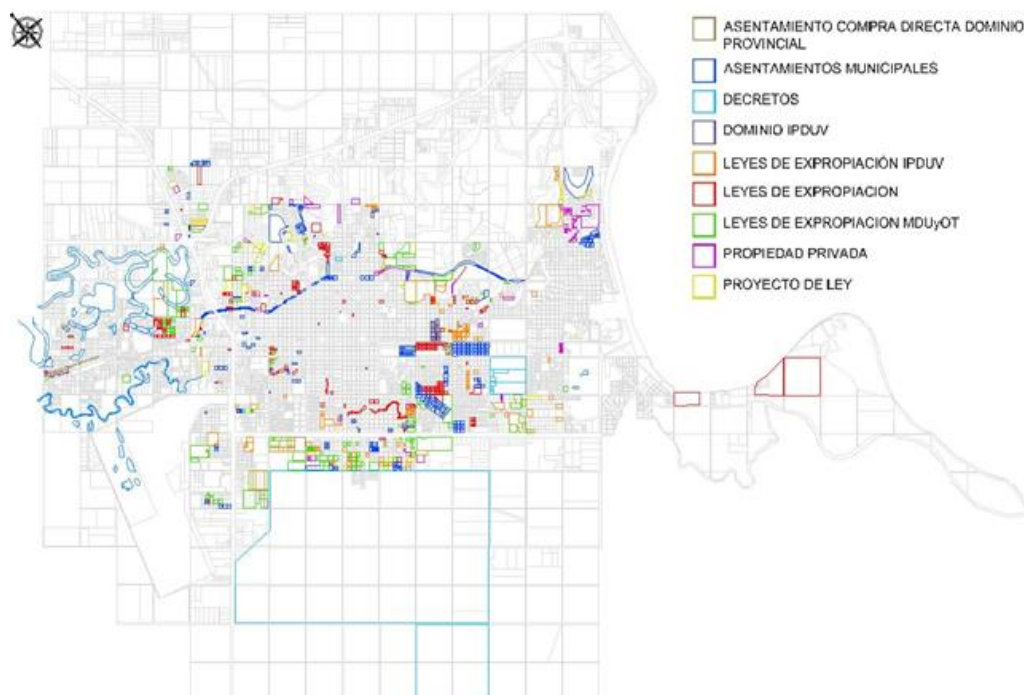 ASENTAMIENTO COMPRA DIRECTA DOMINIO
PROVINCIAL
ASENTAMIENTOS MUNICIPALES
DECRETOS
DOMINIO IPDUV
LEYES DE EXPROPIACIÓN IPDUV
LEYES DE EXPROPIACION
LEYES DE EXPROPIACION MDUyOT
PROPIEDAD PRIVADA
PROYECTO DE LEY